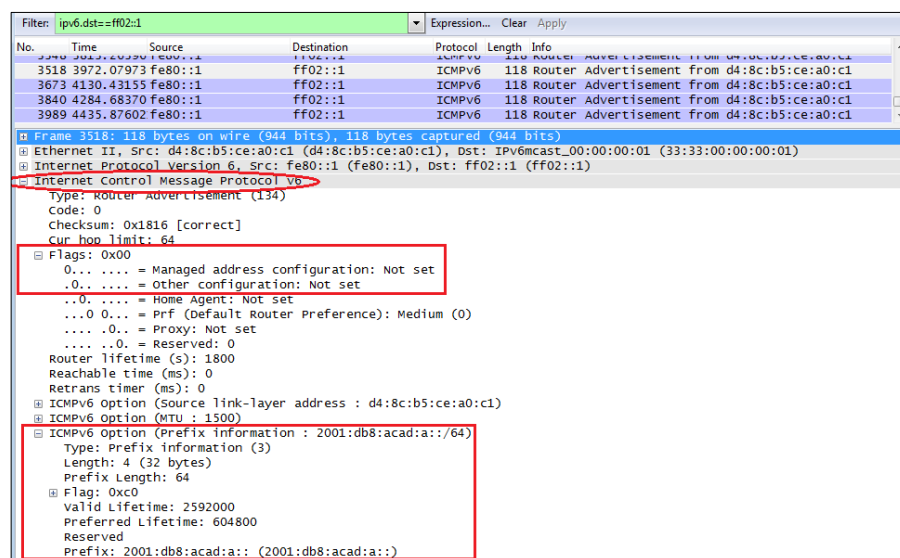 Filter: ipv6.dst==ff02::1 Expression... Clear Apply
No. Time Source Destination Protocol Length Info
3518 3972.07973 fe80::1 ff02::1 ICMPv6 118 Router Advertisement from d4:8c:b5:ce:a0:c1
3673 4130.43155 fe80::1 ff02::1 ICMPv6 118 Router Advertisement from d4:8c:b5:ce:a0:c1
3840 4284.68370 fe80::1 ff02::1 ICMPv6 118 Router Advertisement from d4:8c:b5:ce:a0:c1
3989 4435.87602 fe80::1 ff02::1 ICMPv6 118 Router Advertisement from d4:8c:b5:ce:a0:c1
Frame 3518: 118 bytes on wire (944 bits), 118 bytes captured (944 bits)
Ethernet II, Src: d4:8c:b5:ce:a0:c1 (d4:8c:b5:ce:a0:c1), Dst: IPv6mcast_00:00:00:01 (33:33:00:00:00:01)
Internet Protocol Version 6, Src: fe80::1 (fe80::1), Dst: ff02::1 (ff02::1)
Internet Control Message Protocol v6
Type: Router Advertisement (134)
Code: 0
Checksum: 0x1816 [correct]
Cur hop limit: 64
Flags: 0x00
0... .... = Managed address configuration: Not set
.0.. .... = Other configuration: Not set
..0. .... = Home Agent: Not set
...0 0... = Prf (Default Router Preference): Medium (0)
.... .0.. = Proxy: Not set
.... ..0. = Reserved: 0
Router lifetime (s): 1800
Reachable time (ms): 0
Retrans timer (ms): 0
ICMPv6 Option (Source link-layer address : d4:8c:b5:ce:a0:c1)
ICMPv6 Option (MTU : 1500)
ICMPv6 Option (Prefix information : 2001:db8:acad:a::/64)
Type: Prefix information (3)
Length: 4 (32 bytes)
Prefix Length: 64
Flag: 0xc0
Valid Lifetime: 2592000
Preferred Lifetime: 604800
Reserved
Prefix: 2001:db8:acad:a:: (2001:db8:acad:a::)